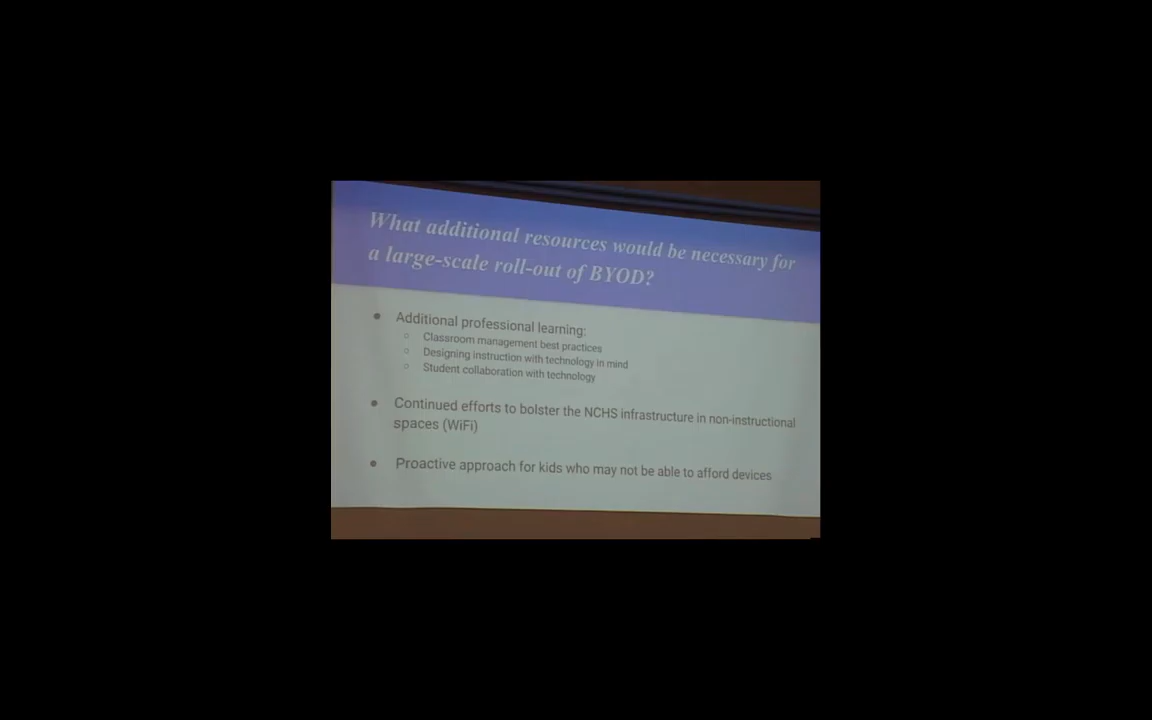 What additional resources would be necessary for
a large-scale roll-out of BYOD?
● Additional professional learning:
○ Classroom management best practices
○ Designing instruction with technology in mind
○ Student collaboration with technology
● Continued efforts to bolster the NCHS infrastructure in non-instructional
spaces (WiFi)
● Proactive approach for kids who may not be able to afford devices